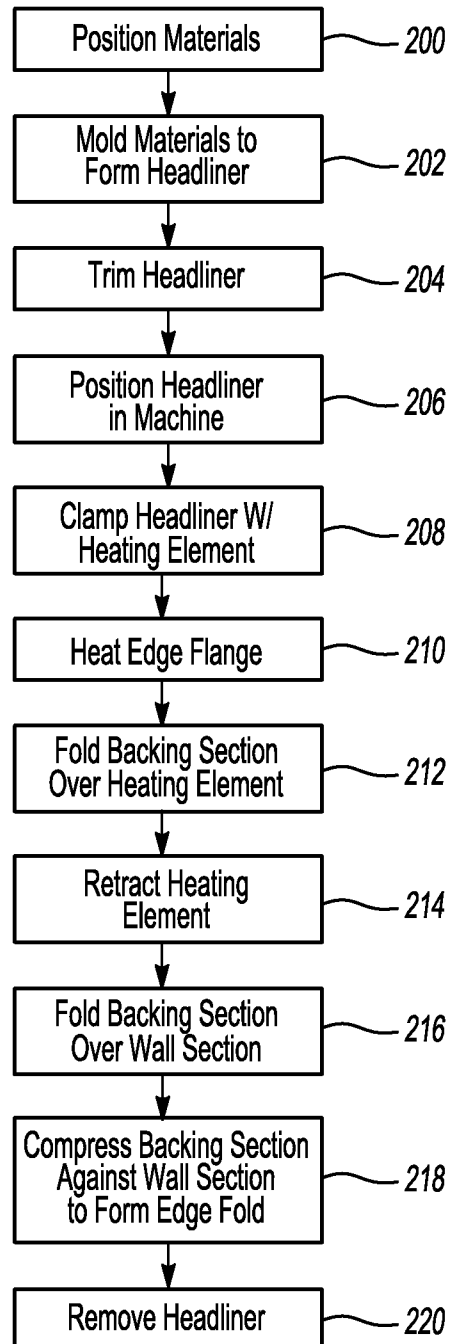 Position Materials
200
Mold Materials to
Form Headliner
202
Trim Headliner
204
Position Headliner
in Machine
206
Clamp Headliner W/
Heating Element
208
Heat Edge Flange
210
Fold Backing Section
Over Heating Element
212
Retract Heating
Element
214
Fold Backing Section
Over Wall Section
216
Compress Backing Section
Against Wall Section
to Form Edge Fold
218
Remove Headliner
220